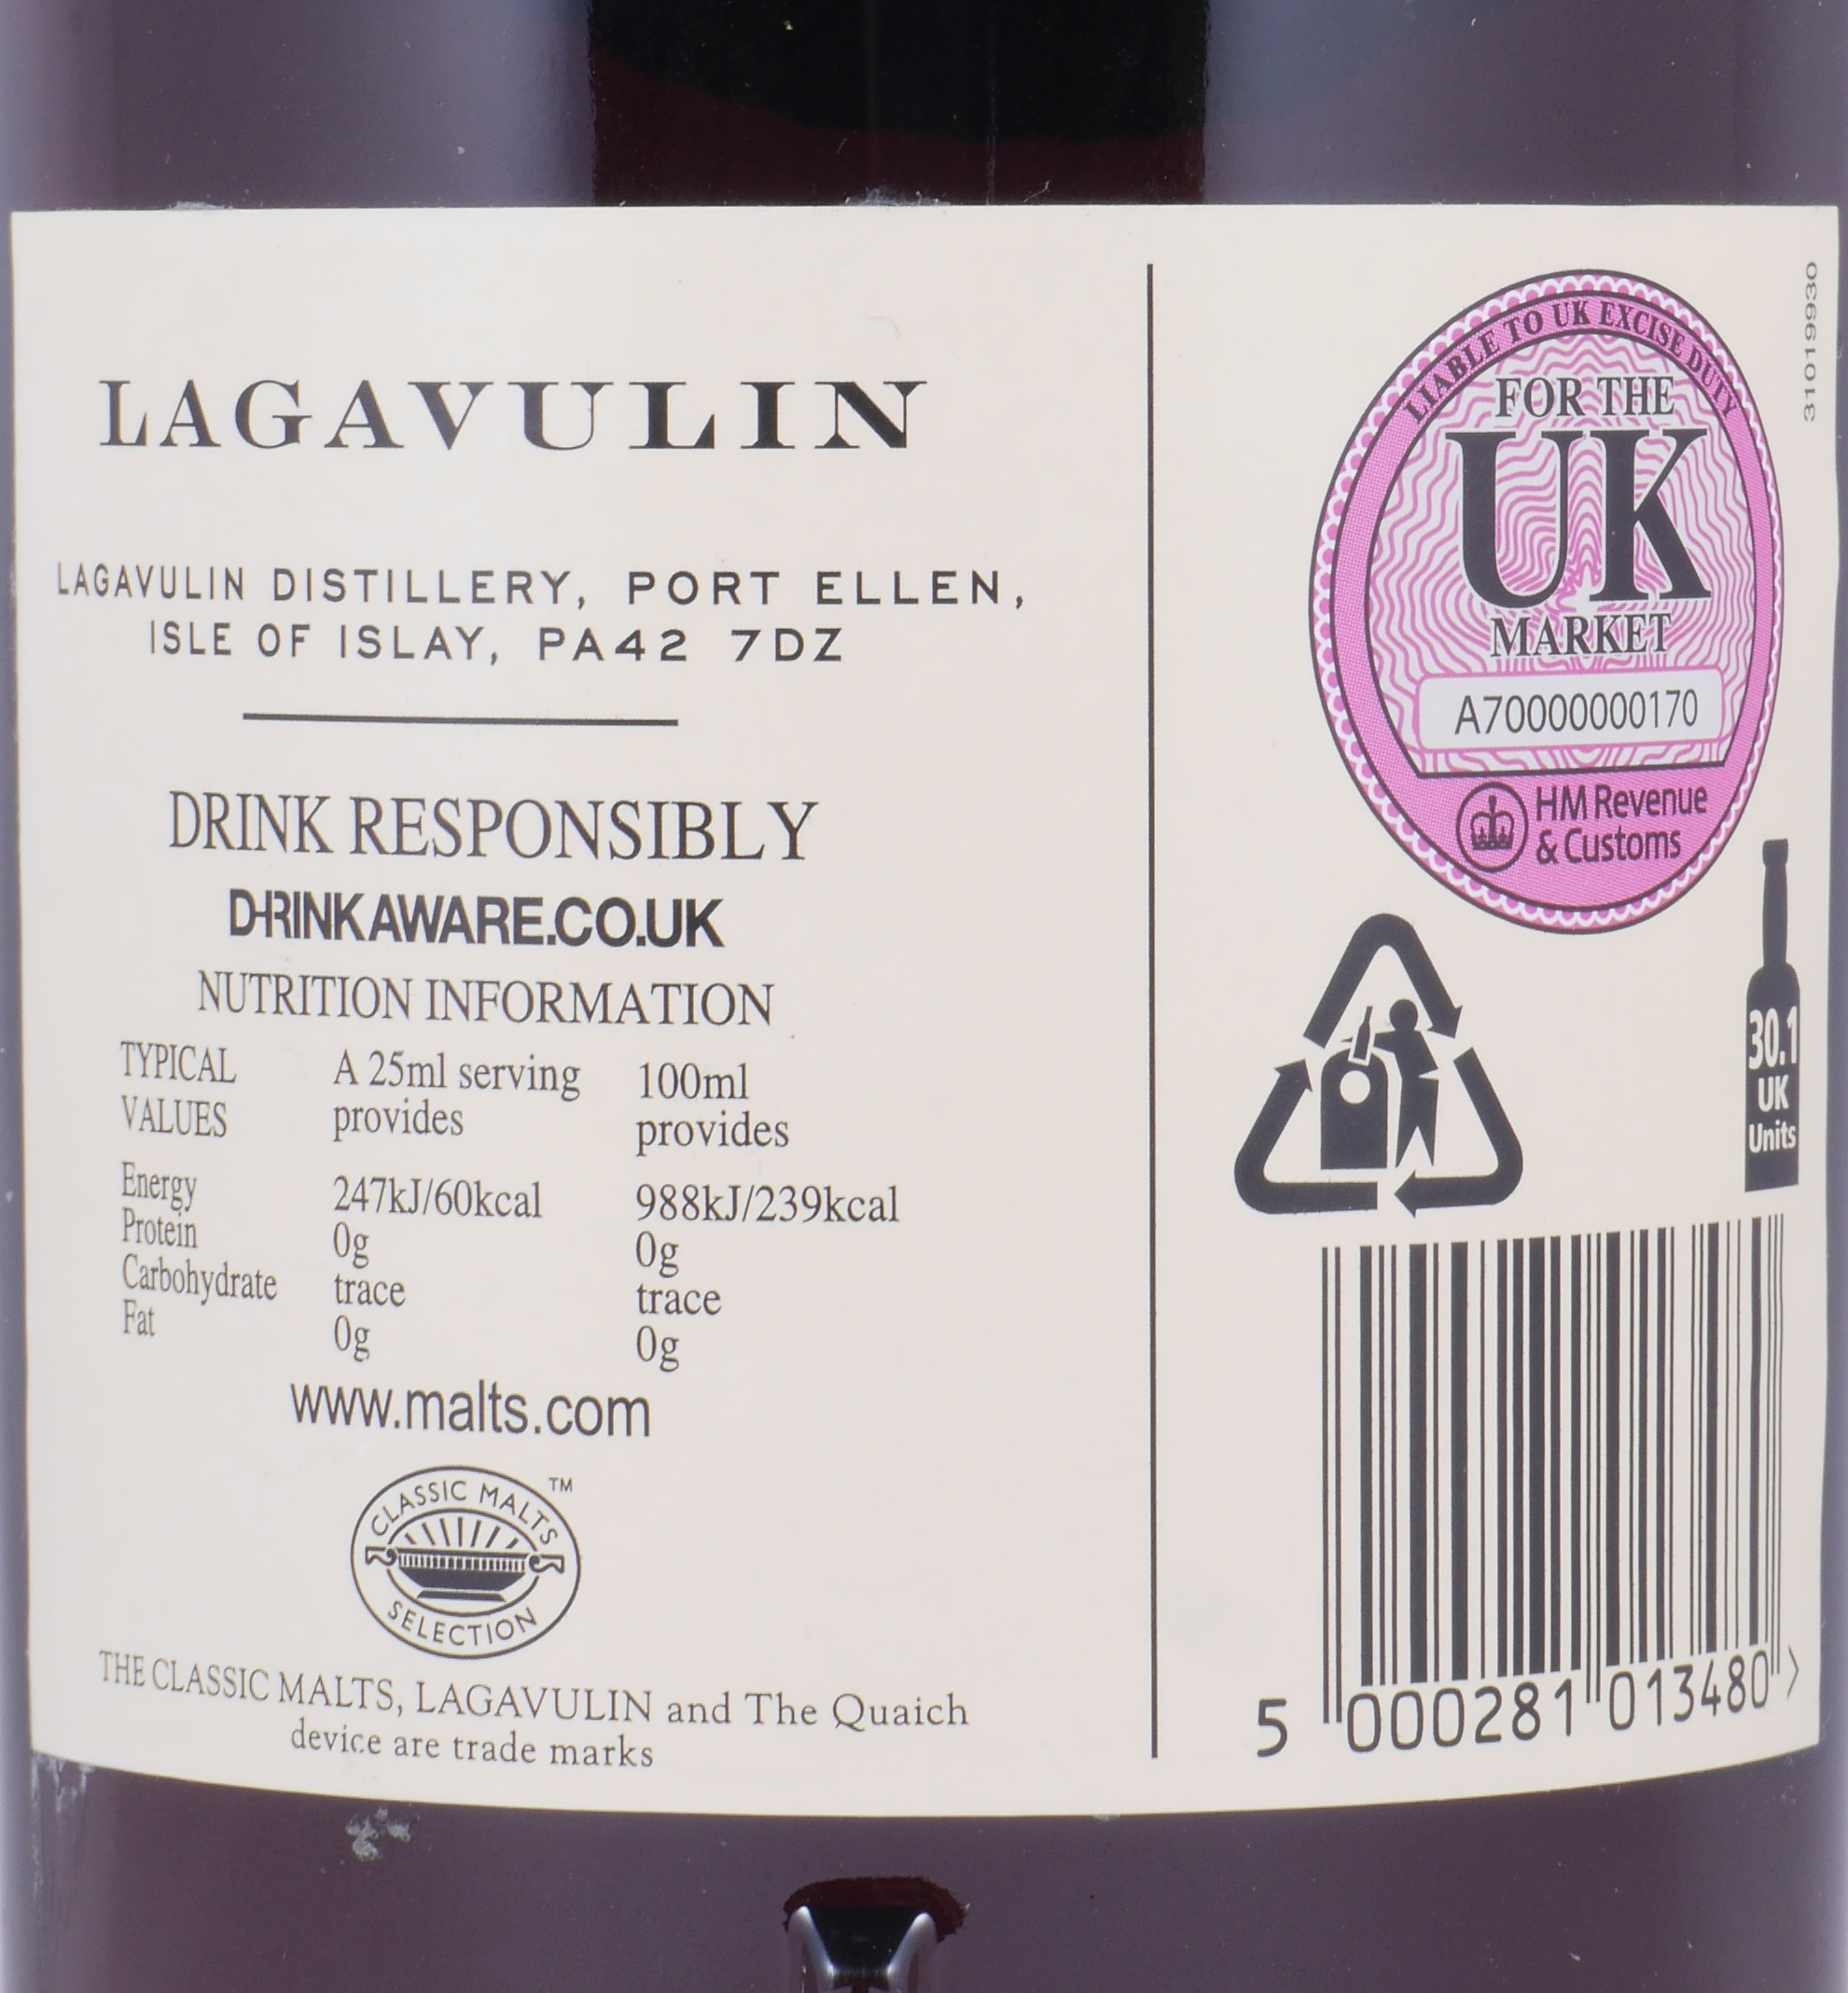 LAGAVULIN
LAGAVULIN DISTILLERY, PORT ELLEN,
ISLE OF ISLAY, PA42 7DZ
DRINK RESPONSIBLY
DRINKAWARE.CO.UK
NUTRITION INFORMATION
TYPICAL VALUES
A 25ml serving provides
100ml provides
Energy 247kJ/60kcal 988kJ/239kcal
Protein 0g 0g
Carbohydrate trace trace
Fat 0g 0g
www.malts.com
CLASSIC MALTS TM
SELECTION
THE CLASSIC MALTS, LAGAVULIN and The Quaich
device are trade marks
31019930
LIABLE TO UK EXCISE DUTY
FOR THE
UK
MARKET
A70000000170
HM Revenue
& Customs
30.1
UK
Units
5 000281 013480 >